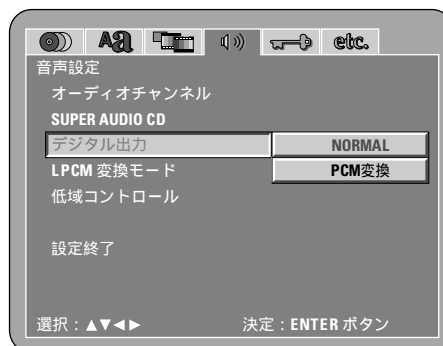 Aa etc.
音声設定
オーディオチャンネル
SUPER AUDIO CD
デジタル出力 NORMAL
LPCM 変換モード PCM変換
低域コントロール
設定終了
選択：▲▼◀▶ 決定：ENTER ボタン